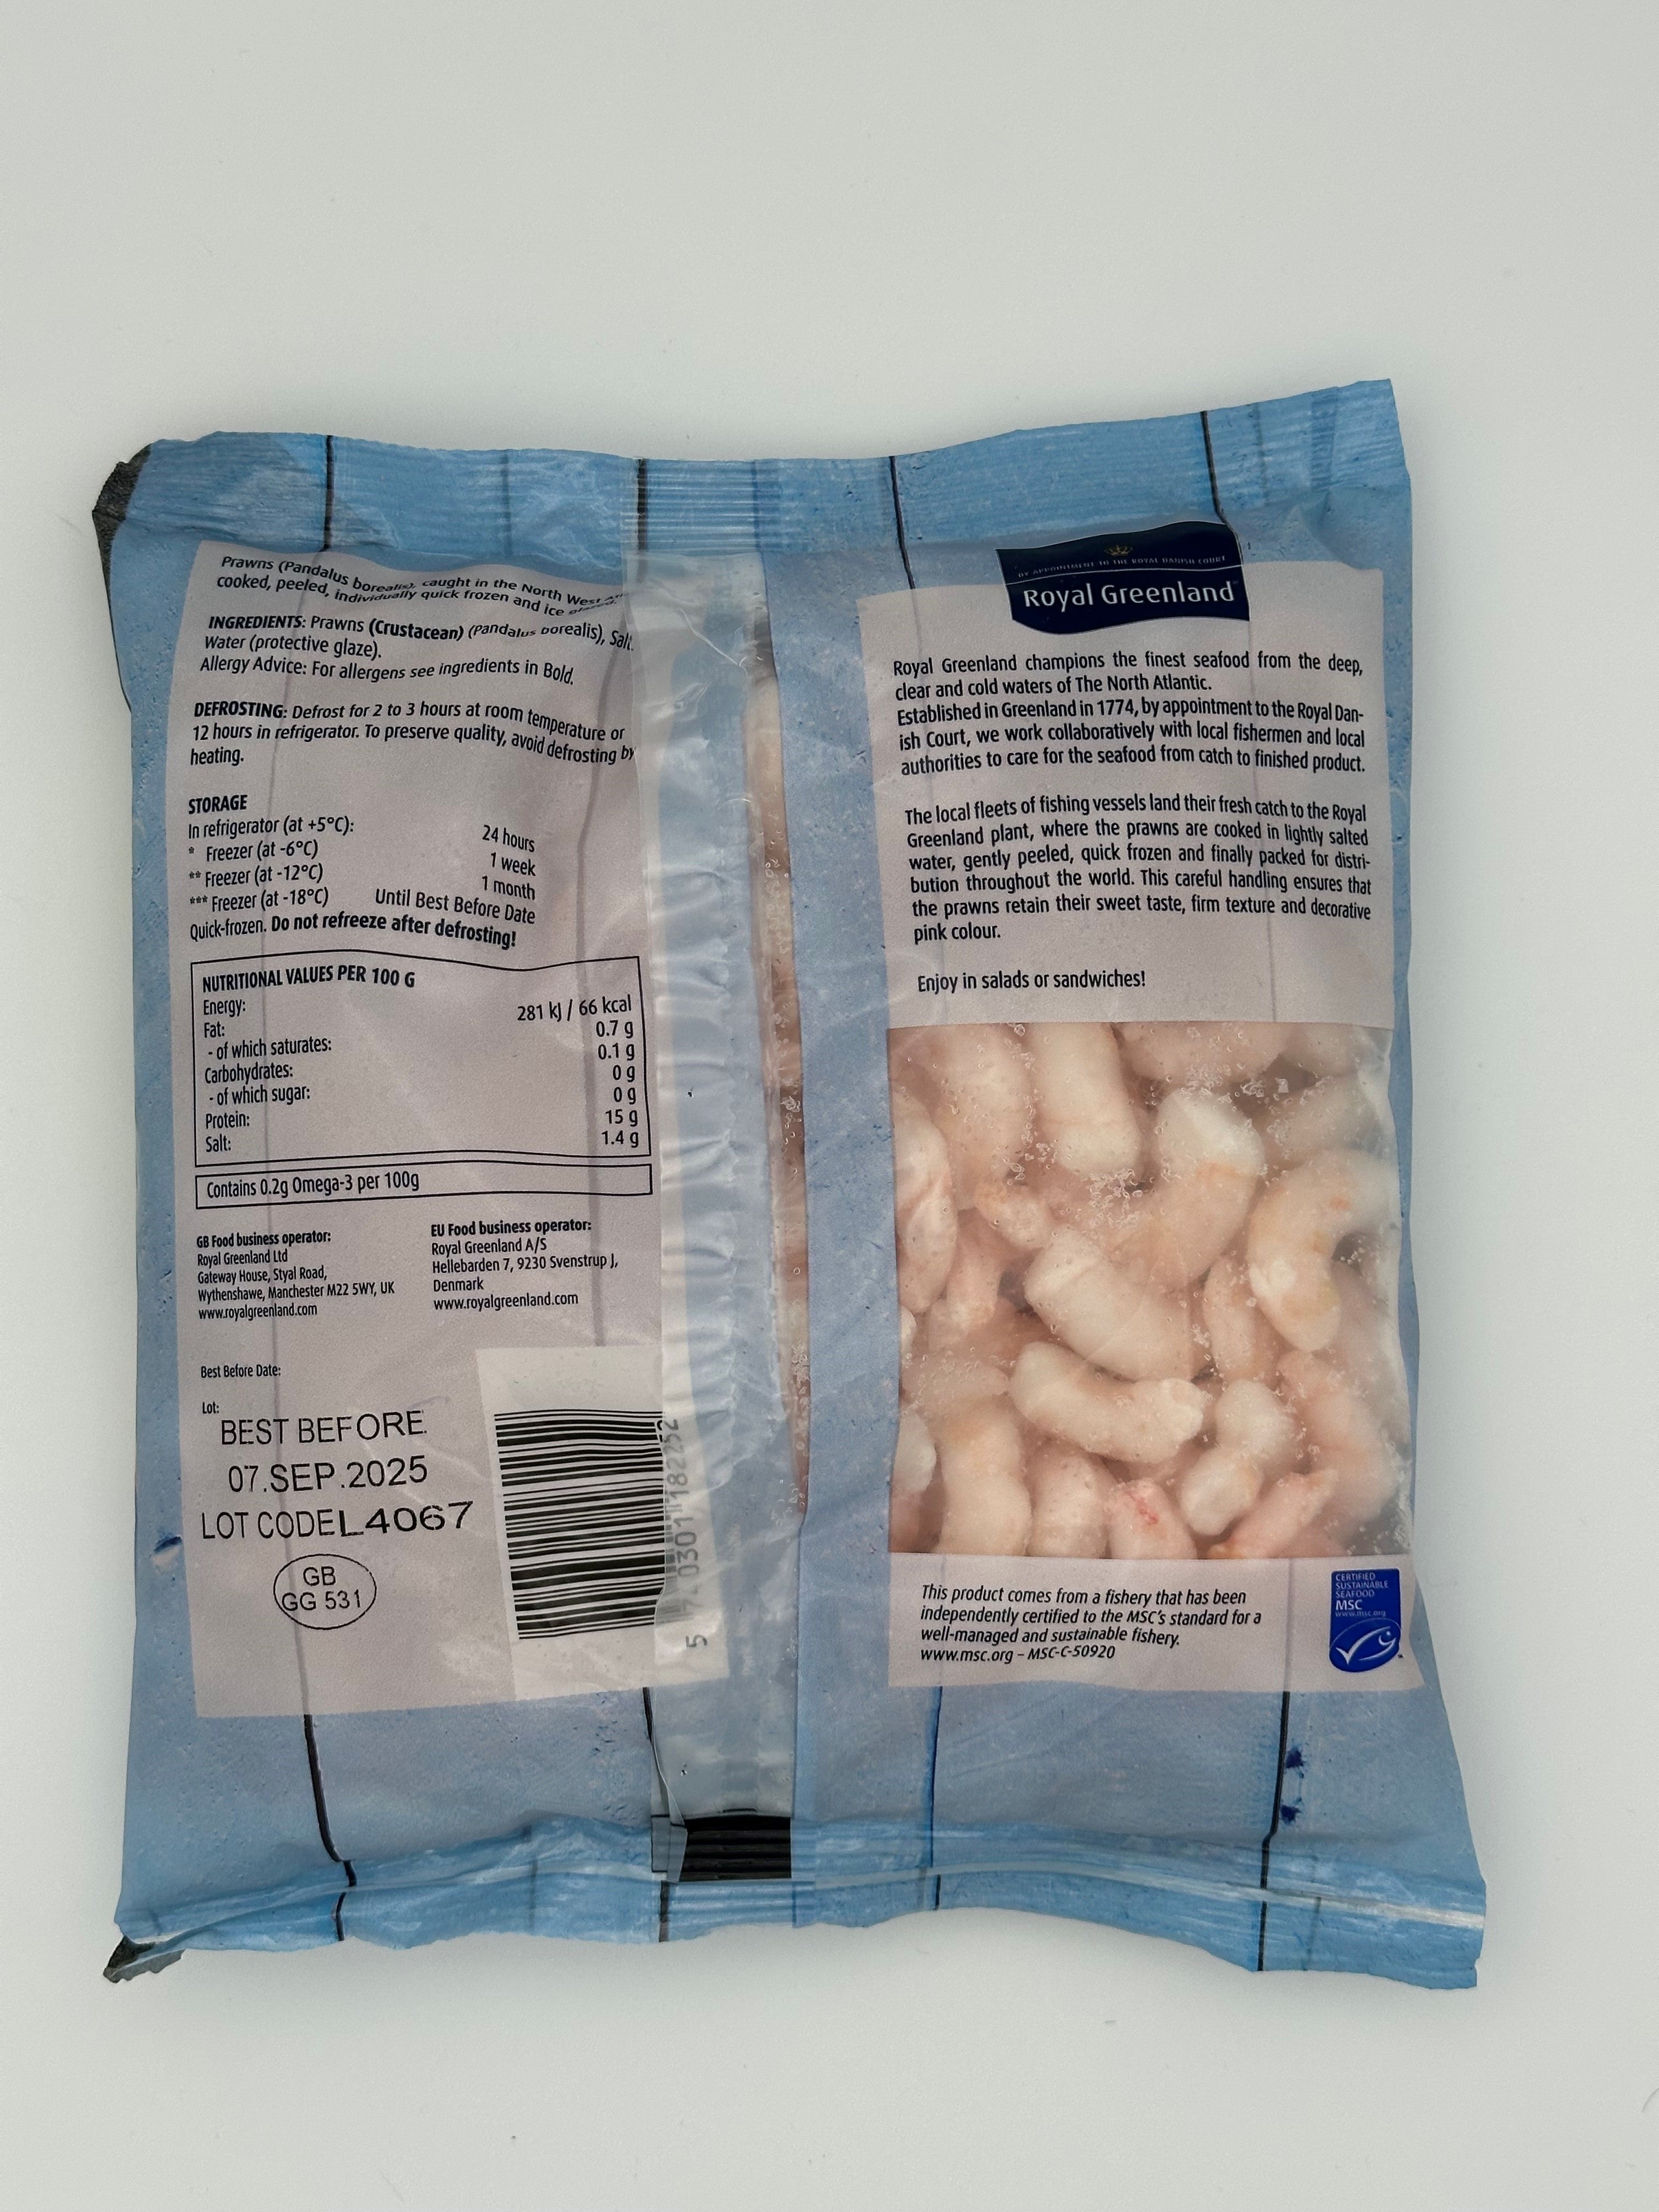 Prawns (Pandalus borealis), caught in the North West
cooked, peeled, individually quick frozen and ice
INGREDIENTS: Prawns (Crustacean) (Pandalus borealis), Salt,
Water (protective glaze).
Allergy Advice: For allergens see ingredients in Bold.
DEFROSTING: Defrost for 2 to 3 hours at room temperature or
12 hours in refrigerator. To preserve quality, avoid defrosting by
heating.
STORAGE
In refrigerator (at +5°C): 24 hours
* Freezer (at -6°C) 1 week
** Freezer (at -12°C) 1 month
*** Freezer (at -18°C) Until Best Before Date
Quick-frozen. Do not refreeze after defrosting!
NUTRITIONAL VALUES PER 100 G
Energy: 281 kJ / 66 kcal
Fat: 0.7 g
- of which saturates: 0.1 g
Carbohydrates: 0 g
- of which sugar: 0 g
Protein: 15 g
Salt: 1.4 g
Contains 0.2g Omega-3 per 100g
GB Food business operator:
Royal Greenland Ltd
Gateway House, Styal Road,
Wythenshawe, Manchester M22 5WY, UK
www.royalgreenland.com
EU Food business operator:
Royal Greenland A/S
Hellebarden 7, 9230 Svenstrup J,
Denmark
www.royalgreenland.com
Best Before Date:
Lot:
BEST BEFORE
07.SEP.2025
LOT CODE L4067
GB
GG 531
BY APPOINTMENT TO THE ROYAL DANISH COURT
Royal Greenland
Royal Greenland champions the finest seafood from the deep,
clear and cold waters of The North Atlantic.
Established in Greenland in 1774, by appointment to the Royal Dan-
ish Court, we work collaboratively with local fishermen and local
authorities to care for the seafood from catch to finished product.
The local fleets of fishing vessels land their fresh catch to the Royal
Greenland plant, where the prawns are cooked in lightly salted
water, gently peeled, quick frozen and finally packed for distri-
bution throughout the world. This careful handling ensures that
the prawns retain their sweet taste, firm texture and decorative
pink colour.
Enjoy in salads or sandwiches!
This product comes from a fishery that has been
independently certified to the MSC's standard for a
well-managed and sustainable fishery.
www.msc.org - MSC-C-50920
CERTIFIED
SUSTAINABLE
SEAFOOD
MSC
www.msc.org